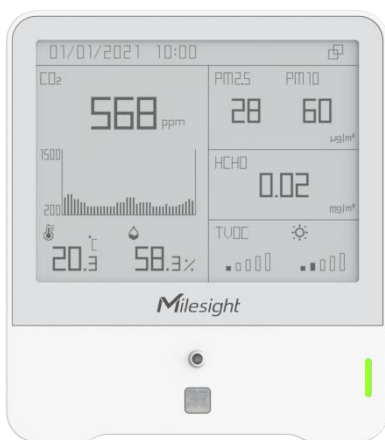 01/01/2021 10:00
CO₂
568 ppm
1500
200
20.3 °C
58.3%
PM2.5 PM10
28 60
µg/m³
HCHO
0.02
mg/m³
TVOC
Milesight